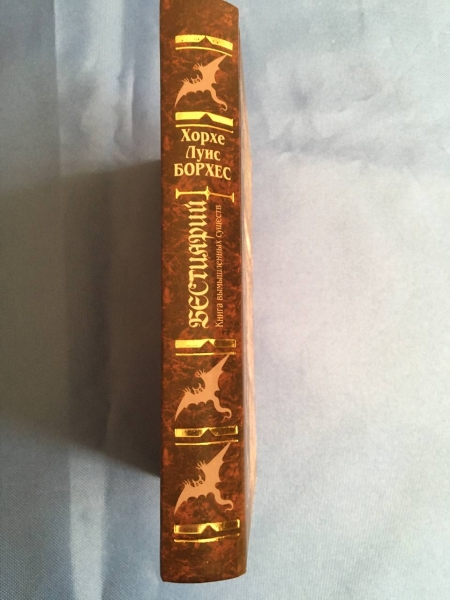 Хорхе
Луис
БОРХЕС
БЕСТИАРИЙ
Книга вымышленных существ